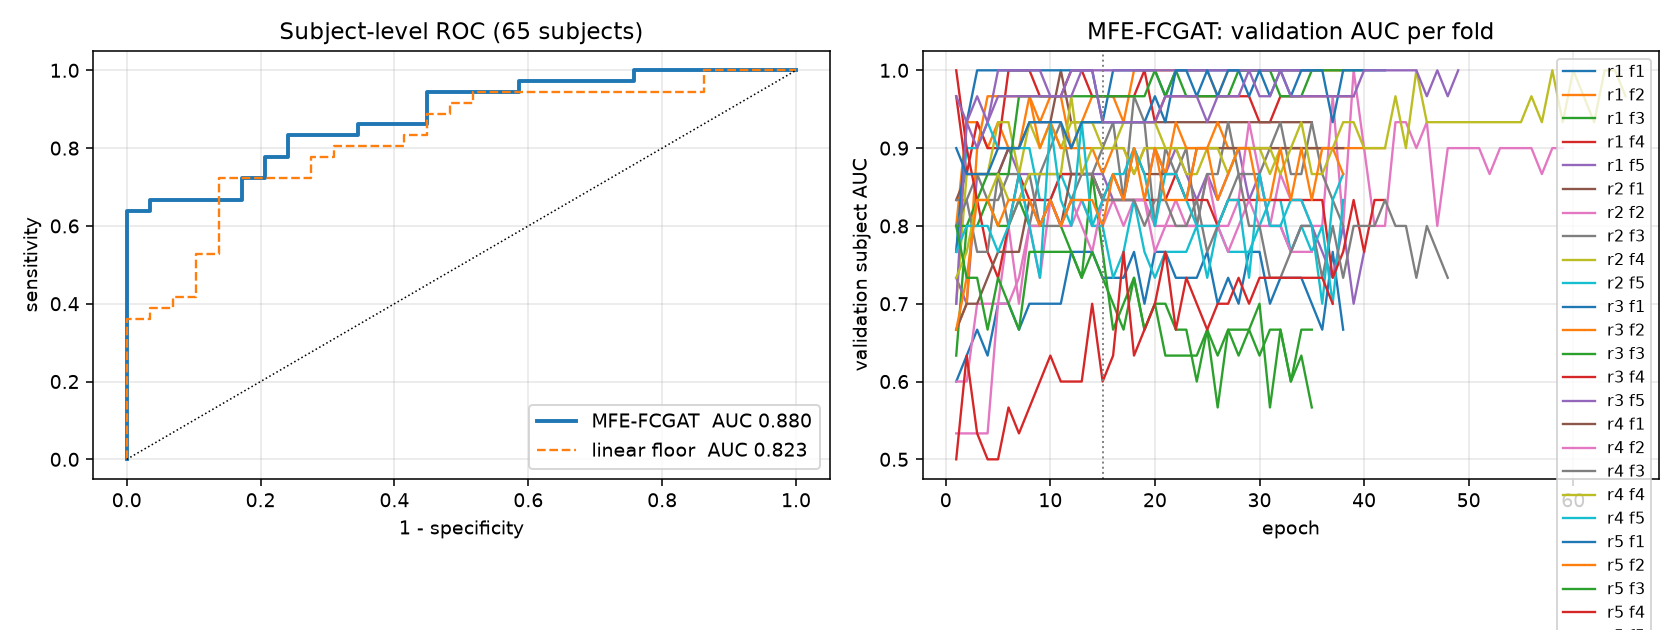 Subject-level ROC (65 subjects)
sensitivity
1.0
0.8
0.6
0.4
0.2
0.0
0.0 0.2 0.4 0.6 0.8 1.0
1 - specificity
MFE-FCGAT AUC 0.880
linear floor AUC 0.823
MFE-FCGAT: validation AUC per fold
validation subject AUC
1.0
0.9
0.8
0.7
0.6
0.5
0 10 20 30 40 50 60
epoch
r1 f1
r1 f2
r1 f3
r1 f4
r1 f5
r2 f1
r2 f2
r2 f3
r2 f4
r2 f5
r3 f1
r3 f2
r3 f3
r3 f4
r3 f5
r4 f1
r4 f2
r4 f3
r4 f4
r4 f5
r5 f1
r5 f2
r5 f3
r5 f4